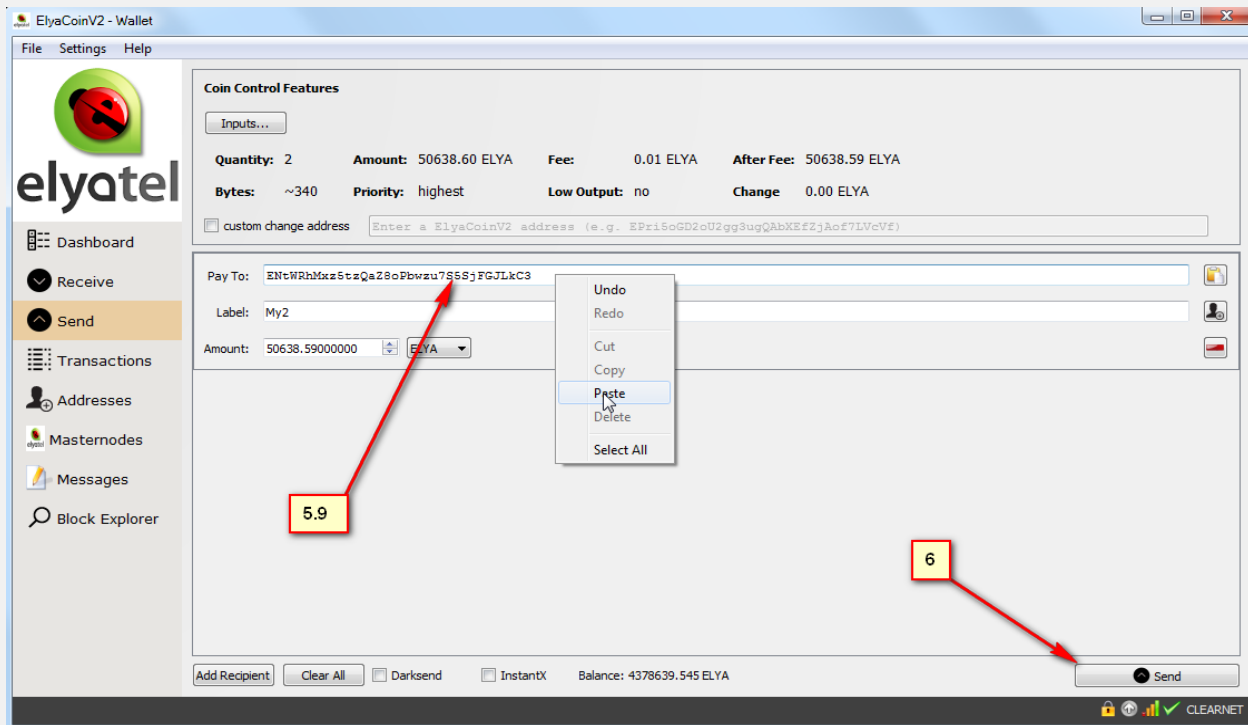 ElyaCoinV2 - Wallet
File Settings Help
elyatel
Dashboard
Receive
Send
Transactions
Addresses
Masternodes
Messages
Block Explorer
Coin Control Features
Inputs...
Quantity: 2 Amount: 50638.60 ELYA Fee: 0.01 ELYA After Fee: 50638.59 ELYA
Bytes: ~340 Priority: highest Low Output: no Change 0.00 ELYA
custom change address Enter a ElyaCoinV2 address (e.g. EPri5oGD2oU2gg3ugQAbXEfZjAof7LVcVf)
Pay To: ENtWRhMxz5tzQaZ8oPbwzu7S5SjFGJLkC3
Label: My2
Amount: 50638.59000000 ELYA
Undo
Redo
Cut
Copy
Paste
Delete
Select All
5.9
6
Add Recipient Clear All Darksend InstantX Balance: 4378639.545 ELYA Send
CLEARNET